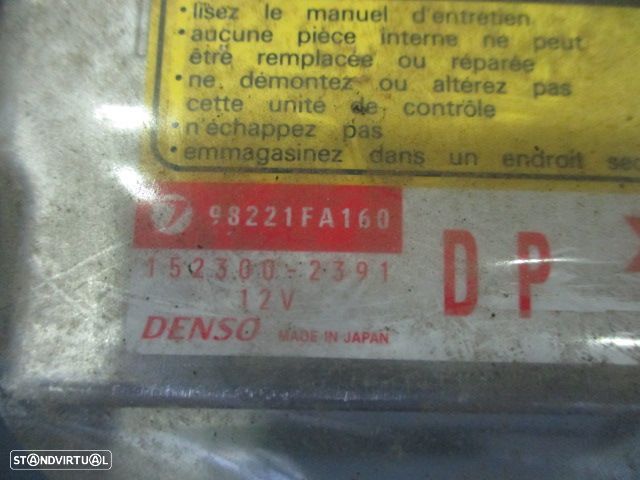 •lisez le manuel d'entretien
•aucune pièce interne ne peut
être remplacée ou réparée
•ne démontez ou altérez pas
cette unité de contrôle
•n'échappez pas
•emmagasinez dans un endroit se
98221FA160
152300-2391
12V
DP
DENSO MADE IN JAPAN
STANDVIRTUAL